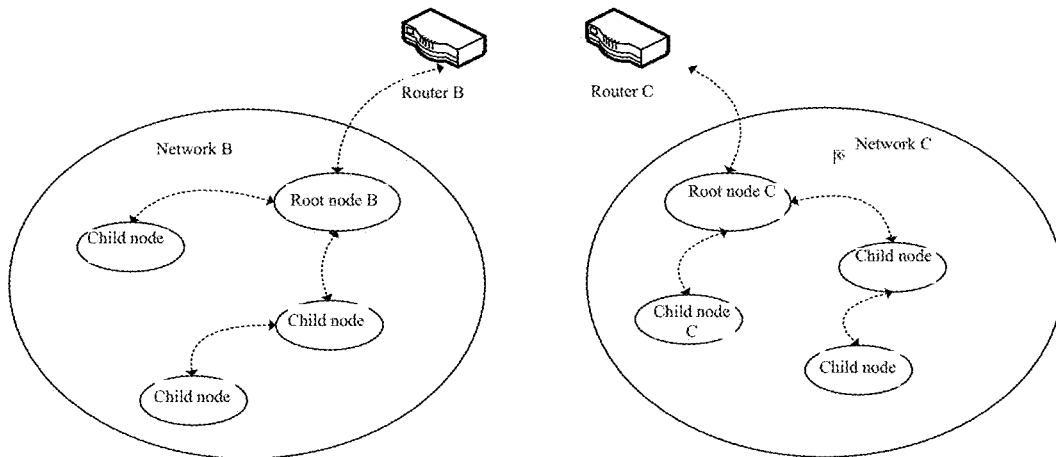 Router B
Router C
Network B
Network C
Root node B
Root node C
Child node
Child node
Child node
Child node
C
Child node
Child node